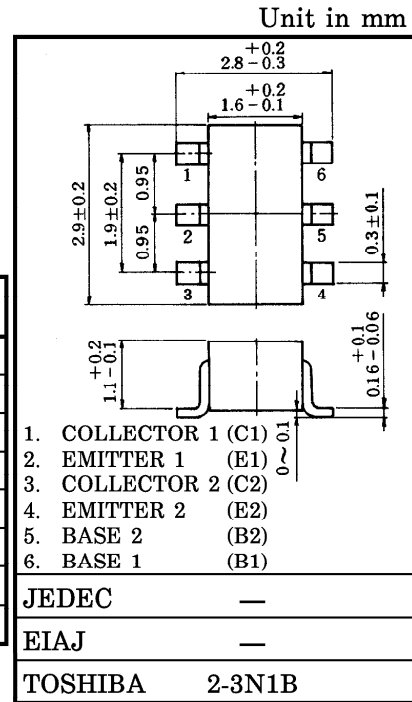 Unit in mm
+0.2
2.8-0.3
+0.2
1.6-0.1
2.9±0.2
1.9±0.2
0.95
0.95
1
2
3
6
5
4
0.3±0.1
+0.2
1.1-0.1
+0.1
0.16-0.06
0~0.1
1. COLLECTOR 1 (C1)
2. EMITTER 1 (E1)
3. COLLECTOR 2 (C2)
4. EMITTER 2 (E2)
5. BASE 2 (B2)
6. BASE 1 (B1)
JEDEC —
EIAJ —
TOSHIBA 2-3N1B